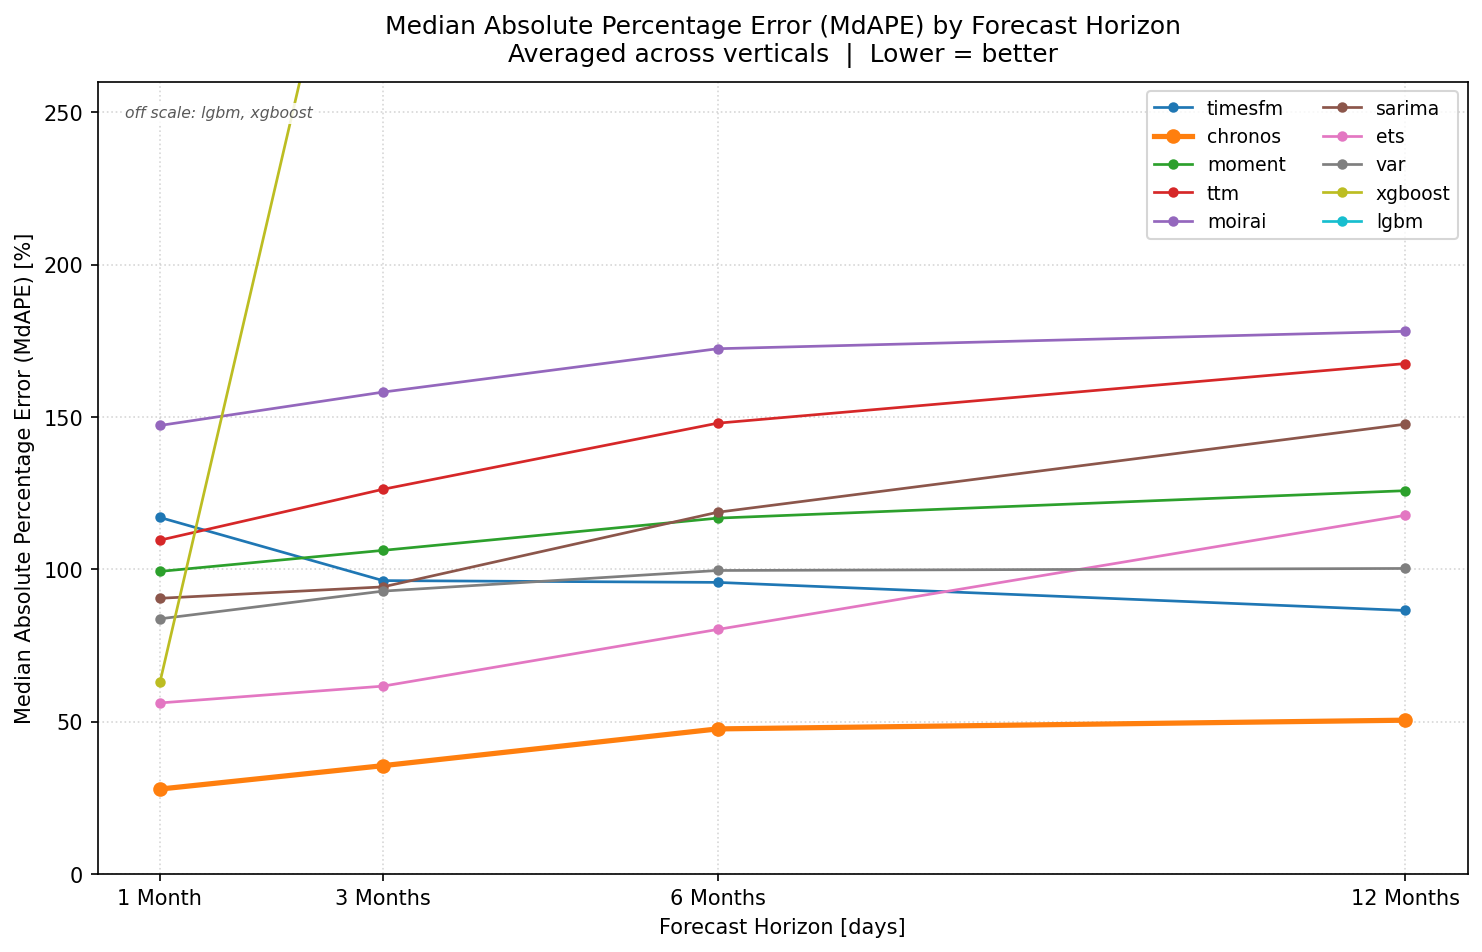 Median Absolute Percentage Error (MdAPE) by Forecast Horizon
Averaged across verticals | Lower = better
off scale: lgbm, xgboost
timesfm
chronos
moment
ttm
moirai
sarima
ets
var
xgboost
lgbm
Median Absolute Percentage Error (MdAPE) [%]
250
200
150
100
50
0
1 Month
3 Months
6 Months
12 Months
Forecast Horizon [days]